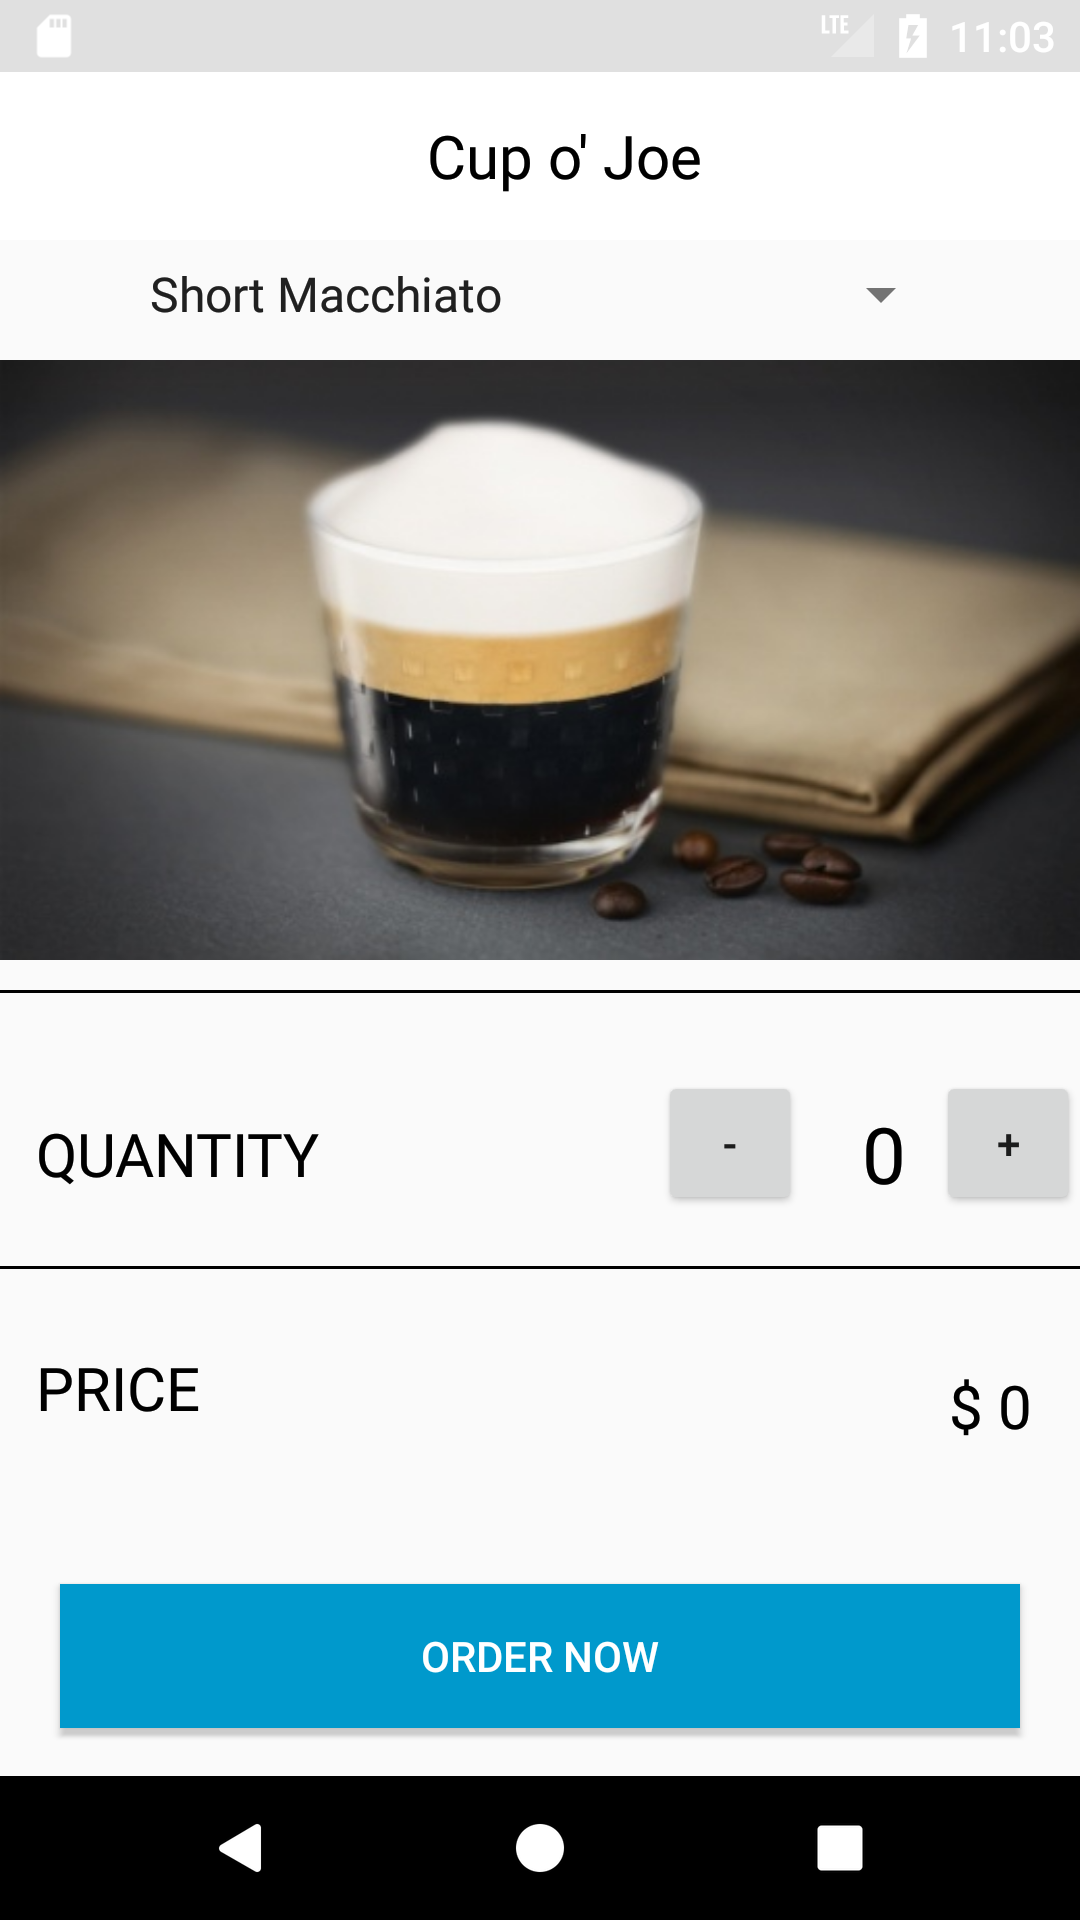 LTE 11:03
Cup o' Joe
Short Macchiato
QUANTITY - 0 +
PRICE $ 0
ORDER NOW